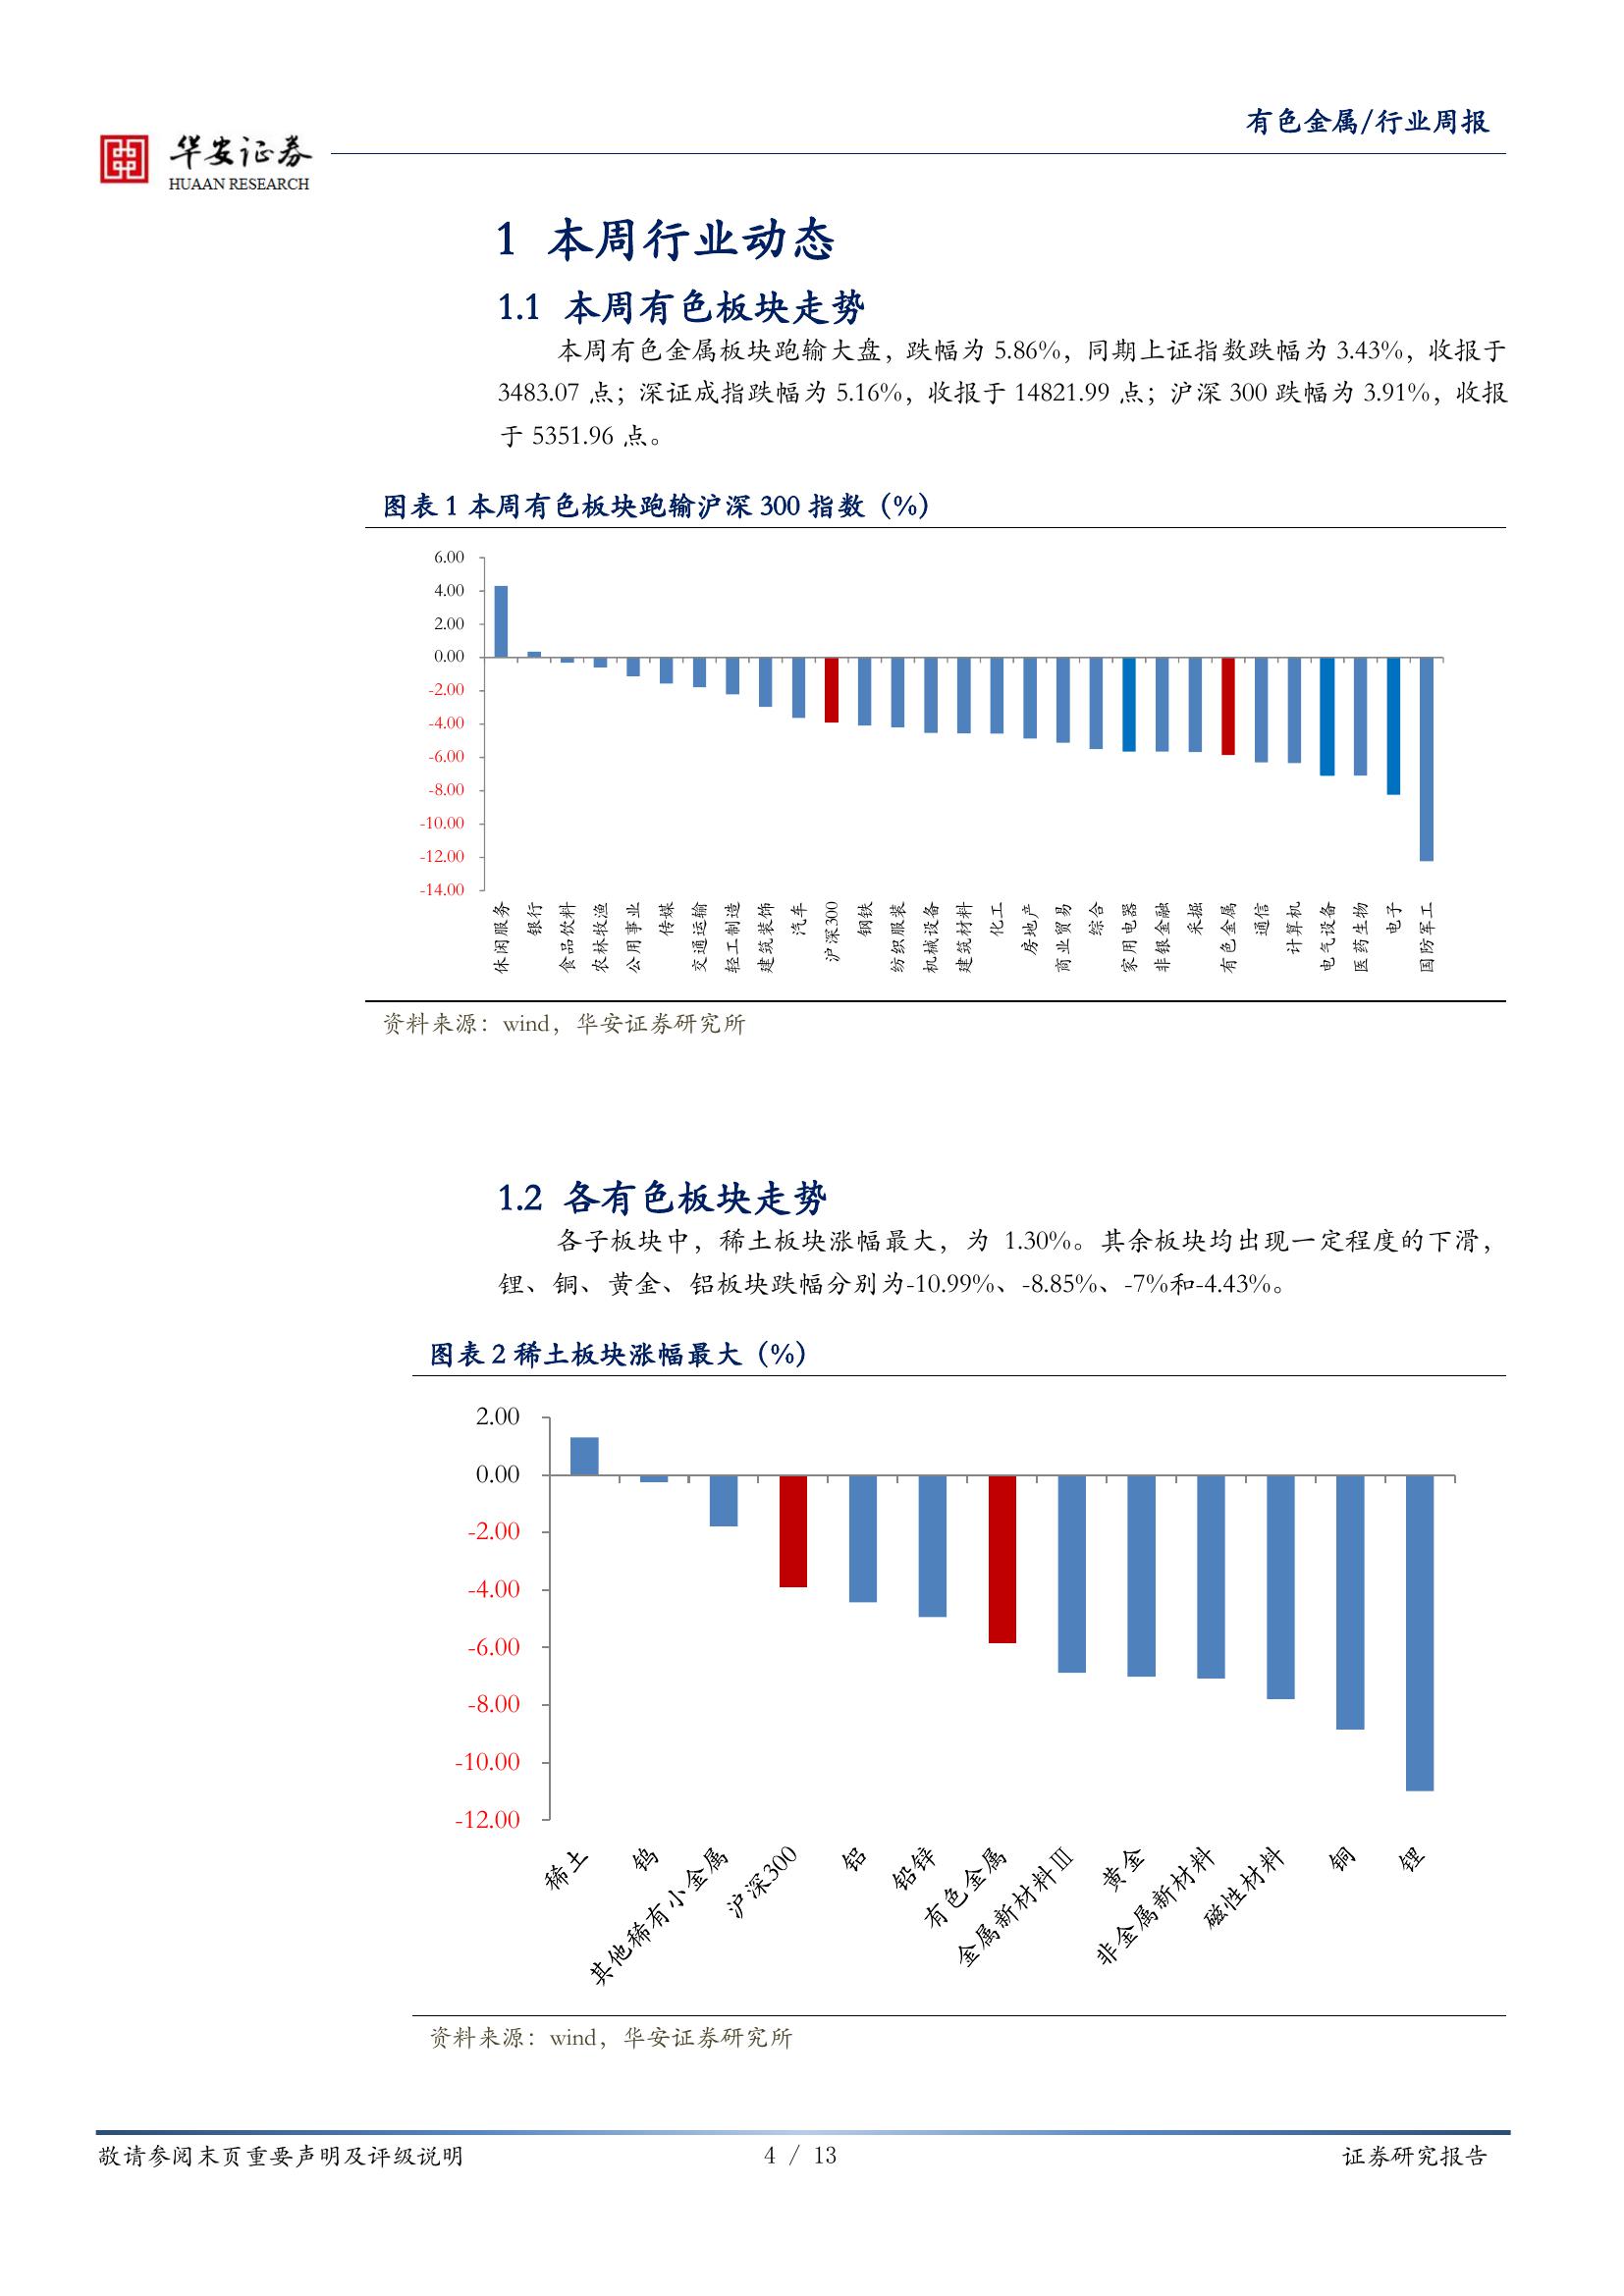 有色金属/行业周报
华安证券
HUAAN RESEARCH
1 本周行业动态
1.1 本周有色板块走势
本周有色金属板块跑输大盘，跌幅为 5.86%，同期上证指数跌幅为 3.43%，收报于
3483.07 点；深证成指跌幅为 5.16%，收报于 14821.99 点；沪深 300 跌幅为 3.91%，收报
于 5351.96 点。
图表 1 本周有色板块跑输沪深 300 指数（%）
6.00
4.00
2.00
0.00
-2.00
-4.00
-6.00
-8.00
-10.00
-12.00
-14.00
休闲服务
银行
食品饮料
农林牧渔
公用事业
传媒
交通运输
轻工制造
建筑装饰
汽车
沪深300
钢铁
纺织服装
机械设备
建筑材料
化工
房地产
商业贸易
综合
家用电器
非银金融
采掘
有色金属
通信
计算机
电气设备
医药生物
电子
国防军工
资料来源：wind，华安证券研究所
1.2 各有色板块走势
各子板块中，稀土板块涨幅最大，为 1.30%。其余板块均出现一定程度的下滑，
锂、铜、黄金、铝板块跌幅分别为-10.99%、-8.85%、-7%和-4.43%。
图表 2 稀土板块涨幅最大（%）
2.00
0.00
-2.00
-4.00
-6.00
-8.00
-10.00
-12.00
稀土
钨
其他稀有小金属
沪深300
铝
铅锌
有色金属
金属新材料Ⅲ
黄金
非金属新材料
磁性材料
铜
锂
资料来源：wind，华安证券研究所
敬请参阅末页重要声明及评级说明
4 / 13
证券研究报告